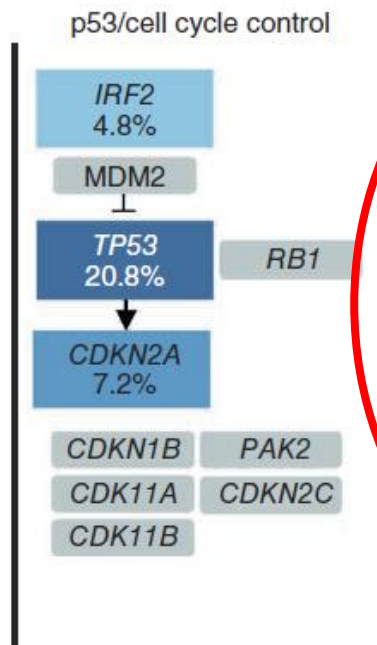 p53/cell cycle control
IRF2
4.8%
MDM2
TP53
20.8%
RB1
CDKN2A
7.2%
CDKN1B PAK2
CDK11A CDKN2C
CDK11B